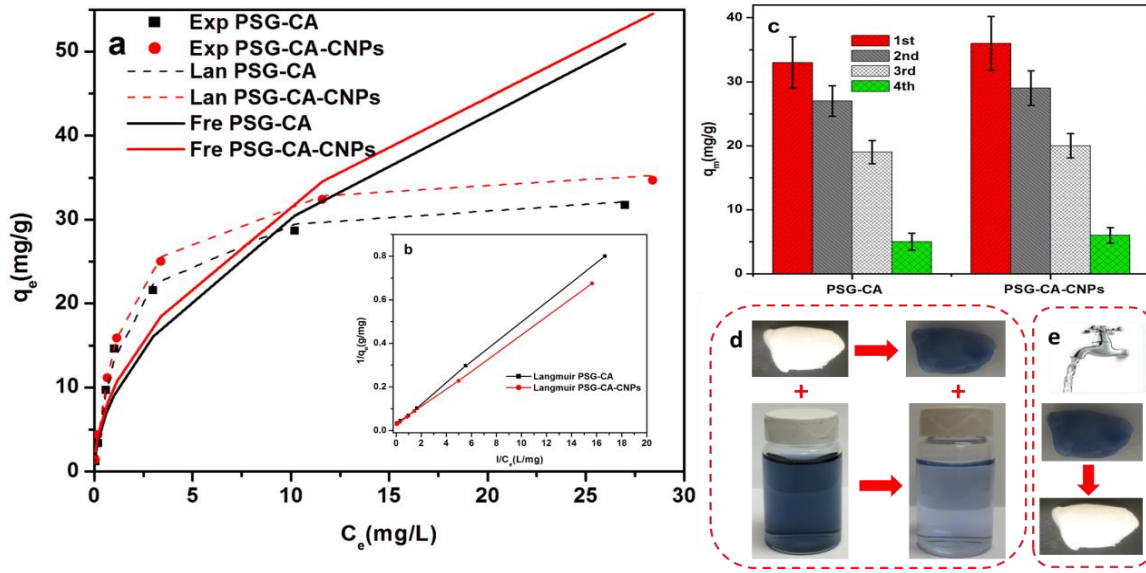 a
Exp PSG-CA
Exp PSG-CA-CNPs
Lan PSG-CA
Lan PSG-CA-CNPs
Fre PSG-CA
Fre PSG-CA-CNPs
qe(mg/g)
50
40
30
20
10
0
0 5 10 15 20 25 30
Ce(mg/L)
b
1/qe(g/mg)
0.8
0.6
0.4
0.2
0.0
Langmuir PSG-CA
Langmuir PSG-CA-CNPs
0 2 4 6 8 10 12 14 16 18 20
I/Ce(L/mg)
c
1st
2nd
3rd
4th
qm(mg/g)
40
30
20
10
0
PSG-CA PSG-CA-CNPs
d
+ +
e